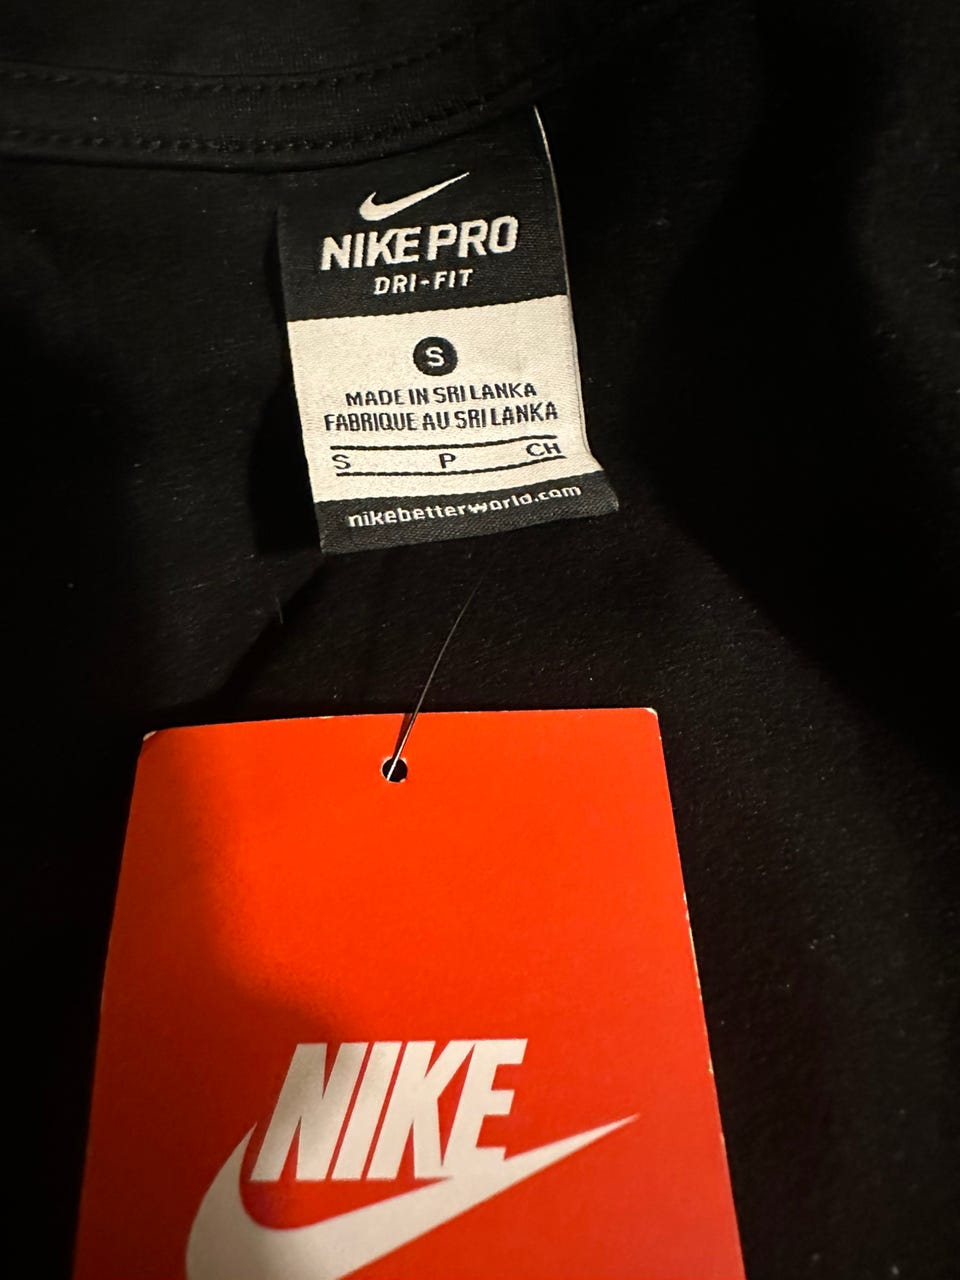 NIKE PRO
DRI-FIT
S
MADE IN SRI LANKA
FABRIQUE AU SRI LANKA
S P CH
nikebetterworld.com
NIKE